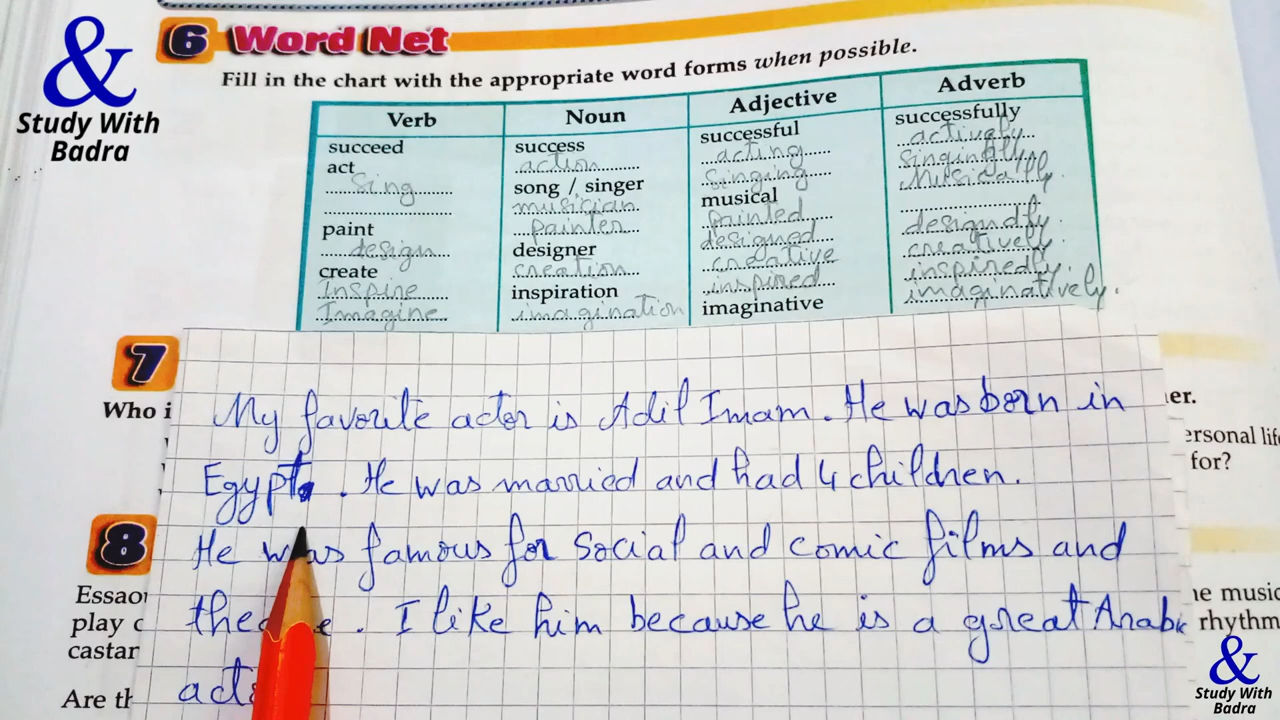 &
Study With
Badra
6 Word Net
Fill in the chart with the appropriate word forms when possible.
Verb Noun Adjective Adverb
succeed success successful successfully
act action acting actively
Sing song / singer Singing singingly
musician musical Musically
paint painter painted
design designer designed designedly
create creation creative creatively
Inspire inspiration inspired inspiredly
Imagine imagination imaginative imaginatively.
7
Who i er.
ersonal life
for?
My favorite actor is Adil Imam. He was born in
Egypt. He was married and had 4 children.
He was famous for social and comic films and
. I like him because he is a great Arabic
8
Essaou
play
castar
Are th
he music
rhythm
&
Study With
Badra